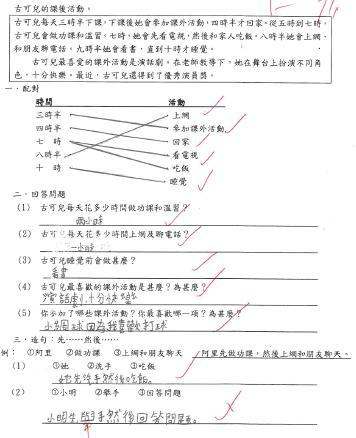 古可兒的課後活動。
古可兒每天三時半下課,下課後她會參加課外活動,四時半才回家。從五時到七時,
古可兒會做功課和溫習。七時,她會先看電視,然後和家人吃飯。八時半她會上網,
和朋友聊電話。九時半她會看書,直到十時才睡覺。
古可兒最喜愛的課外活動是演話劇。在老師教導下,她在舞台上扮演不同角
色,十分快樂。最近,古可兒還得到了優秀演員獎。
一.配對
時間 活動
三時半 上網
四時半 參加課外活動
七 時 回家
八時半 看電視
十 時 吃飯
睡覺
二.回答問題
(1) 古可兒每天花多少時間做功課和溫習?
兩小時
(2) 古可兒每天花多少時間上網及聊電話?
一小時
(3) 古可兒睡覺前會做甚麼?
看書
(4) 古可兒最喜歡的課外活動是甚麼?為甚麼?
演話劇,十分快樂
(5) 你參加了哪些課外活動?你最喜歡哪一項?為甚麼?
因為我喜歡打球
三.造句:先……然後……
例: ①阿里 ②做功課 ③上網和朋友聊天 阿里先做功課,然後上網和朋友聊天。
(1) ①她 ②洗手 ③吃飯
她先洗手然後吃飯。
(2) ①小明 ②舉手 ③回答問題
小明先舉手然後回答問題。